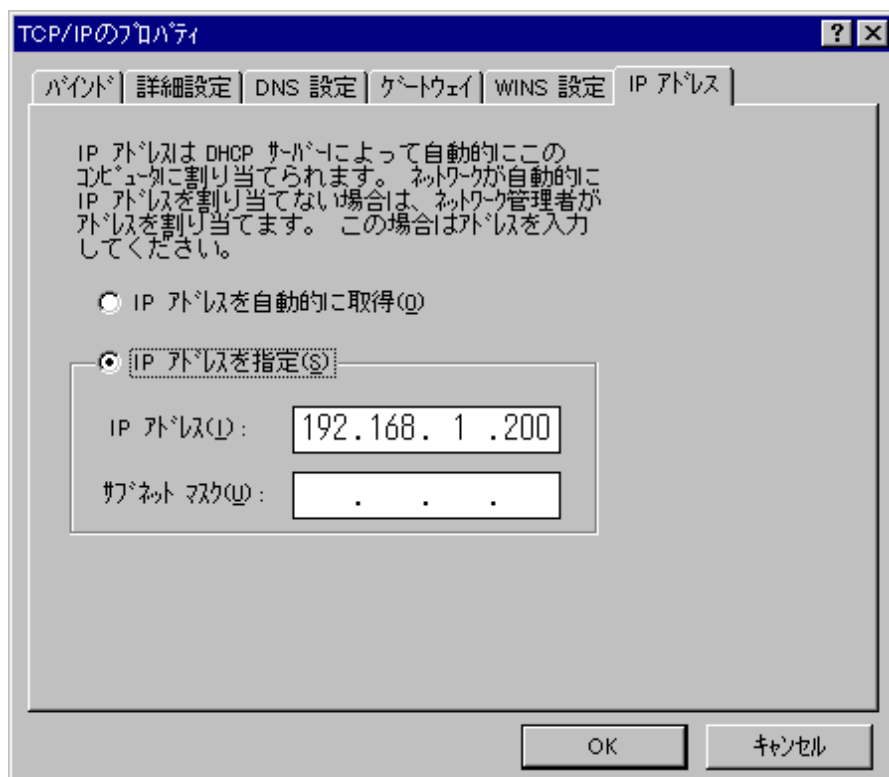 TCP/IPのﾌﾟﾛﾊﾟﾃｨ
ﾊﾞｲﾝﾄﾞ 詳細設定 DNS 設定 ｹﾞｰﾄｳｪｲ WINS 設定 IP ｱﾄﾞﾚｽ
IP ｱﾄﾞﾚｽは DHCP ｻｰﾊﾞｰによって自動的にこの
ｺﾝﾋﾟｭｰﾀに割り当てられます。 ﾈｯﾄﾜｰｸが自動的に
IP ｱﾄﾞﾚｽを割り当てない場合は、ﾈｯﾄﾜｰｸ管理者が
ｱﾄﾞﾚｽを割り当てます。 この場合はｱﾄﾞﾚｽを入力
してください。
IP ｱﾄﾞﾚｽを自動的に取得(O)
IP ｱﾄﾞﾚｽを指定(S)
IP ｱﾄﾞﾚｽ(I): 192.168. 1 .200
ｻﾌﾞﾈｯﾄ ﾏｽｸ(U): . . .
OK ｷｬﾝｾﾙ